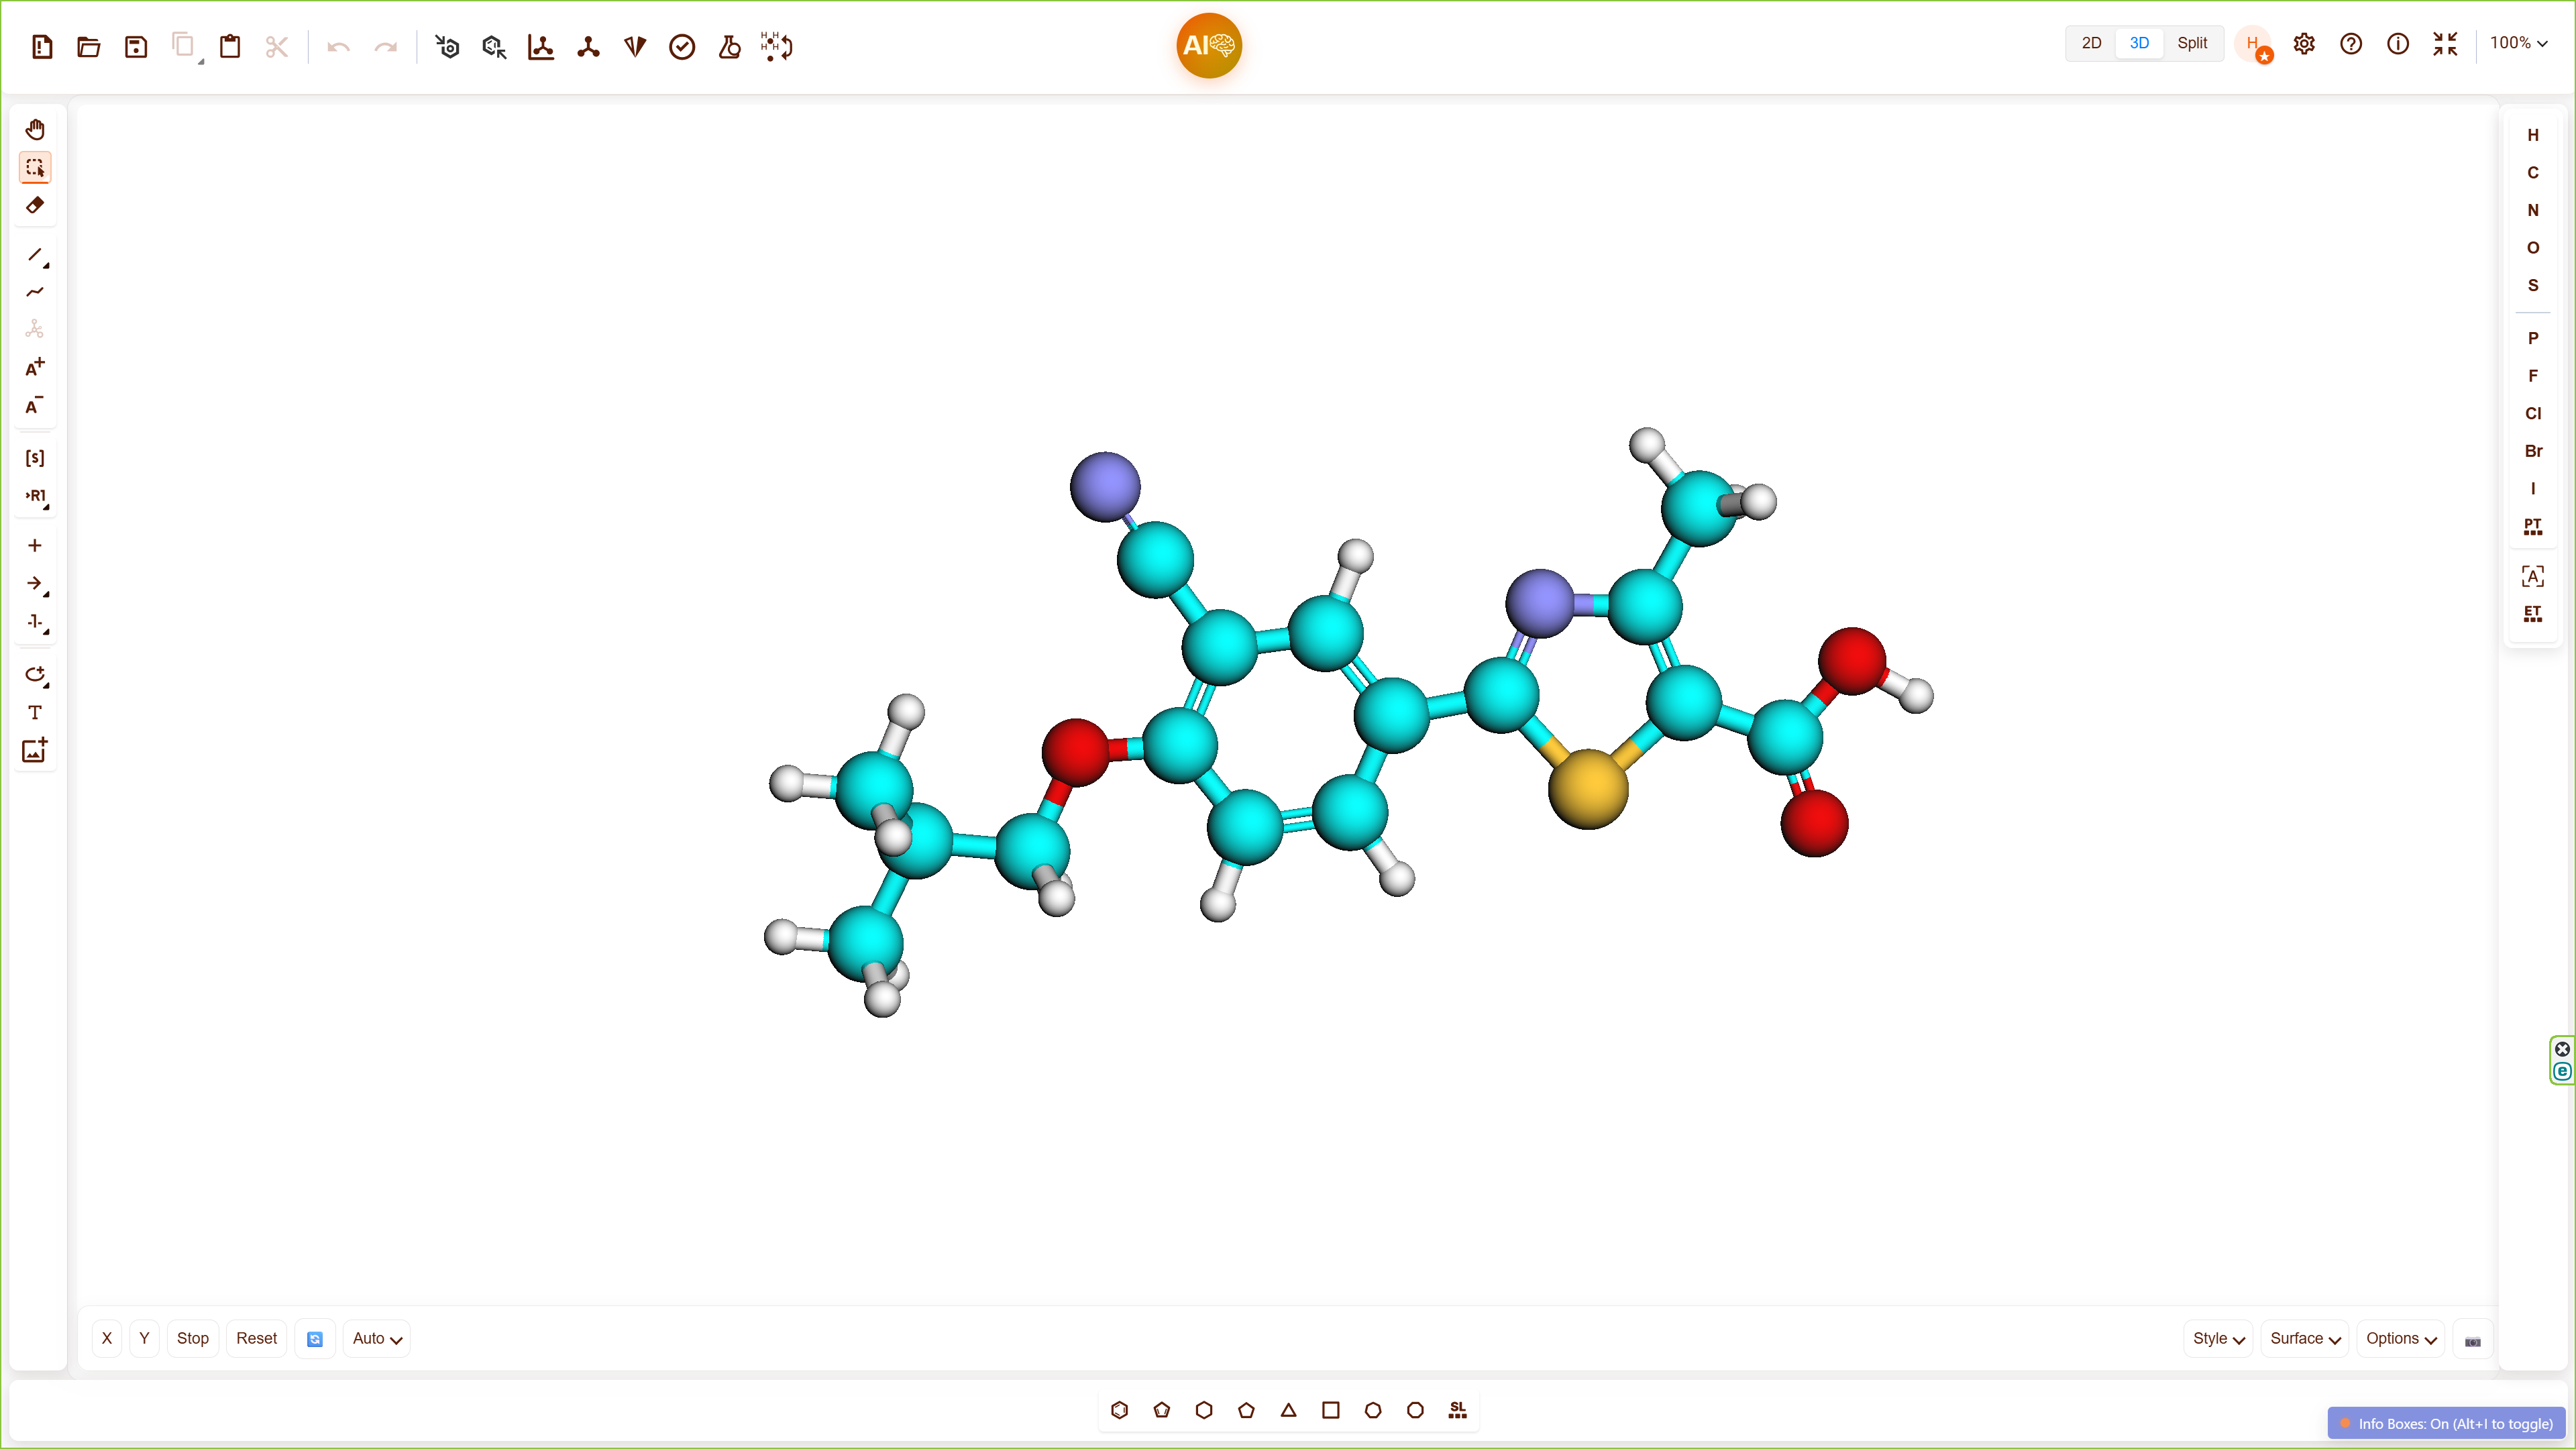 AI
2D 3D Split H 100%
H
C
N
O
S
P
F
Cl
Br
I
PT
[A]
ET
A+
A-
[S]
›R1
-1-
T
H H
H H
e
X Y Stop Reset Auto Style Surface Options
SL
Info Boxes: On (Alt+I to toggle)